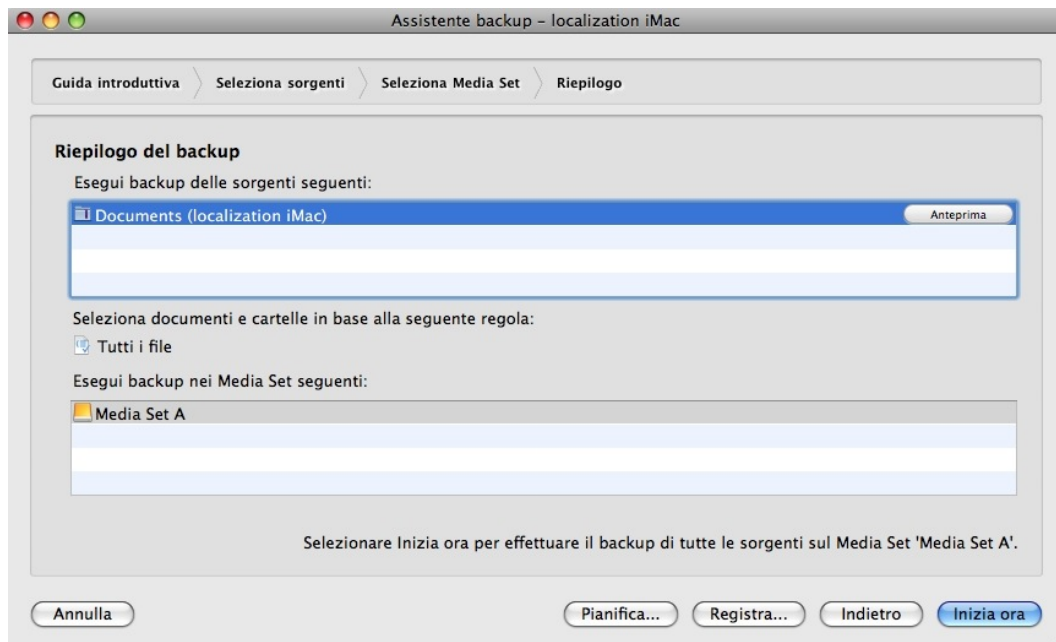 Assistente backup – localization iMac
Guida introduttiva Seleziona sorgenti Seleziona Media Set Riepilogo
Riepilogo del backup
Esegui backup delle sorgenti seguenti:
Documents (localization iMac) Anteprima
Seleziona documenti e cartelle in base alla seguente regola:
Tutti i file
Esegui backup nei Media Set seguenti:
Media Set A
Selezionare Inizia ora per effettuare il backup di tutte le sorgenti sul Media Set 'Media Set A'.
Annulla Pianifica... Registra... Indietro Inizia ora